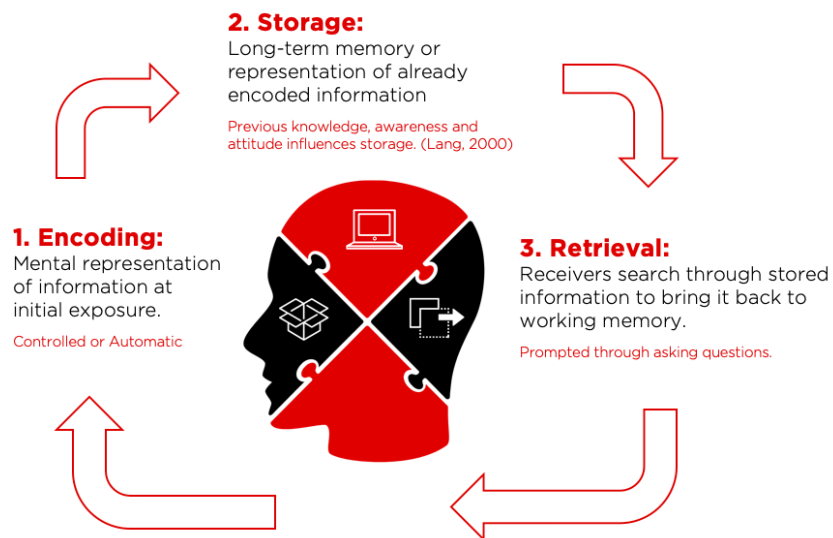 2. Storage:
Long-term memory or
representation of already
encoded information
Previous knowledge, awareness and
attitude influences storage. (Lang, 2000)
1. Encoding:
Mental representation
of information at
initial exposure.
Controlled or Automatic
3. Retrieval:
Receivers search through stored
information to bring it back to
working memory.
Prompted through asking questions.